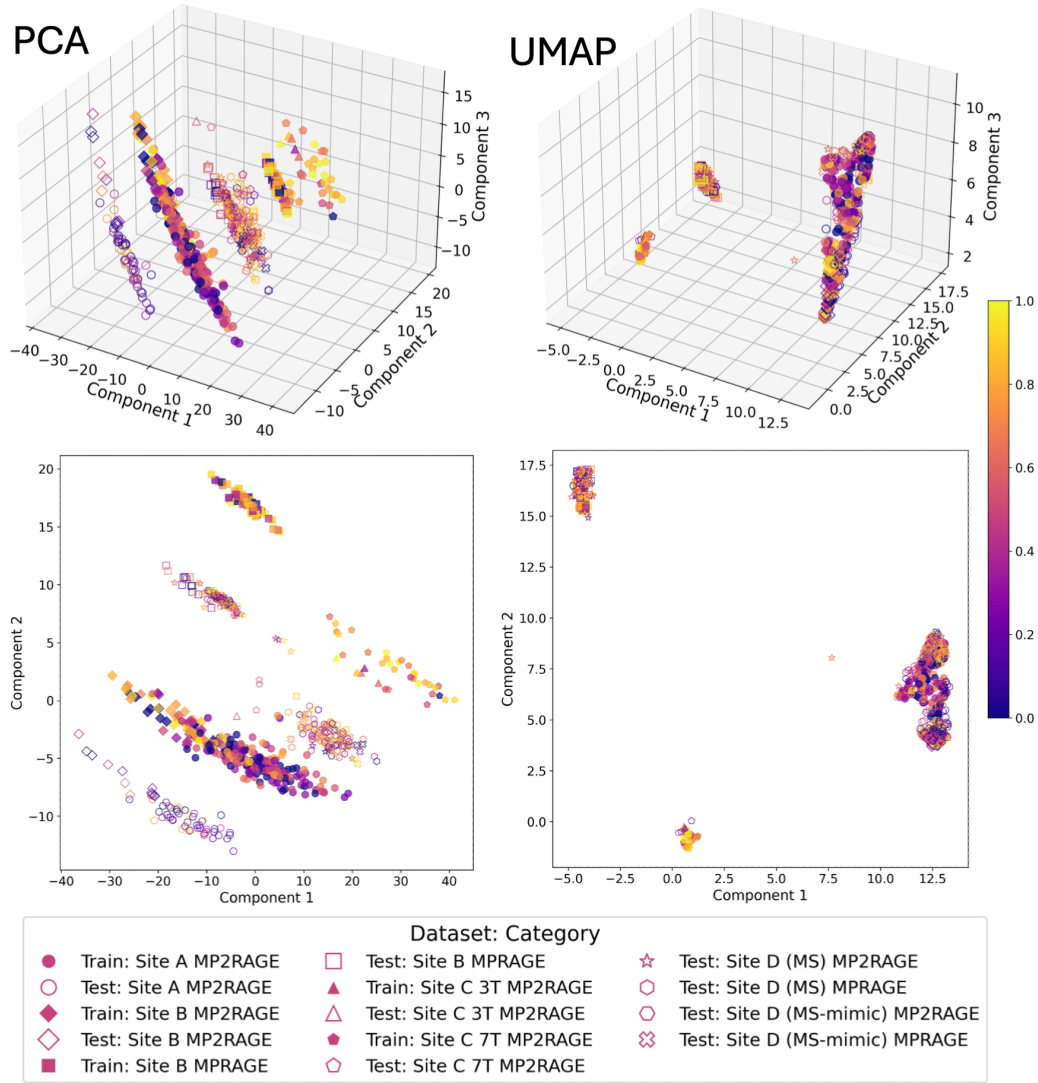 PCA
UMAP
15
10
5
0
−5
−10
Component 3
20
15
10
5
0
−5
−10
Component 2
−40
−30
−20
−10
0
10
20
30
40
Component 1
10
8
6
4
2
Component 3
17.5
15.0
12.5
10.0
7.5
5.0
2.5
0.0
Component 2
−5.0
−2.5
0.0
2.5
5.0
7.5
10.0
12.5
Component 1
1.0
0.8
0.6
0.4
0.2
0.0
20
15
10
5
0
−5
−10
Component 2
−40 −30 −20 −10 0 10 20 30 40
Component 1
17.5
15.0
12.5
10.0
7.5
5.0
2.5
0.0
Component 2
−5.0 −2.5 0.0 2.5 5.0 7.5 10.0 12.5
Component 1
Dataset: Category
Train: Site A MP2RAGE
Test: Site A MP2RAGE
Train: Site B MP2RAGE
Test: Site B MP2RAGE
Train: Site B MPRAGE
Test: Site B MPRAGE
Train: Site C 3T MP2RAGE
Test: Site C 3T MP2RAGE
Train: Site C 7T MP2RAGE
Test: Site C 7T MP2RAGE
Test: Site D (MS) MP2RAGE
Test: Site D (MS) MPRAGE
Test: Site D (MS-mimic) MP2RAGE
Test: Site D (MS-mimic) MPRAGE